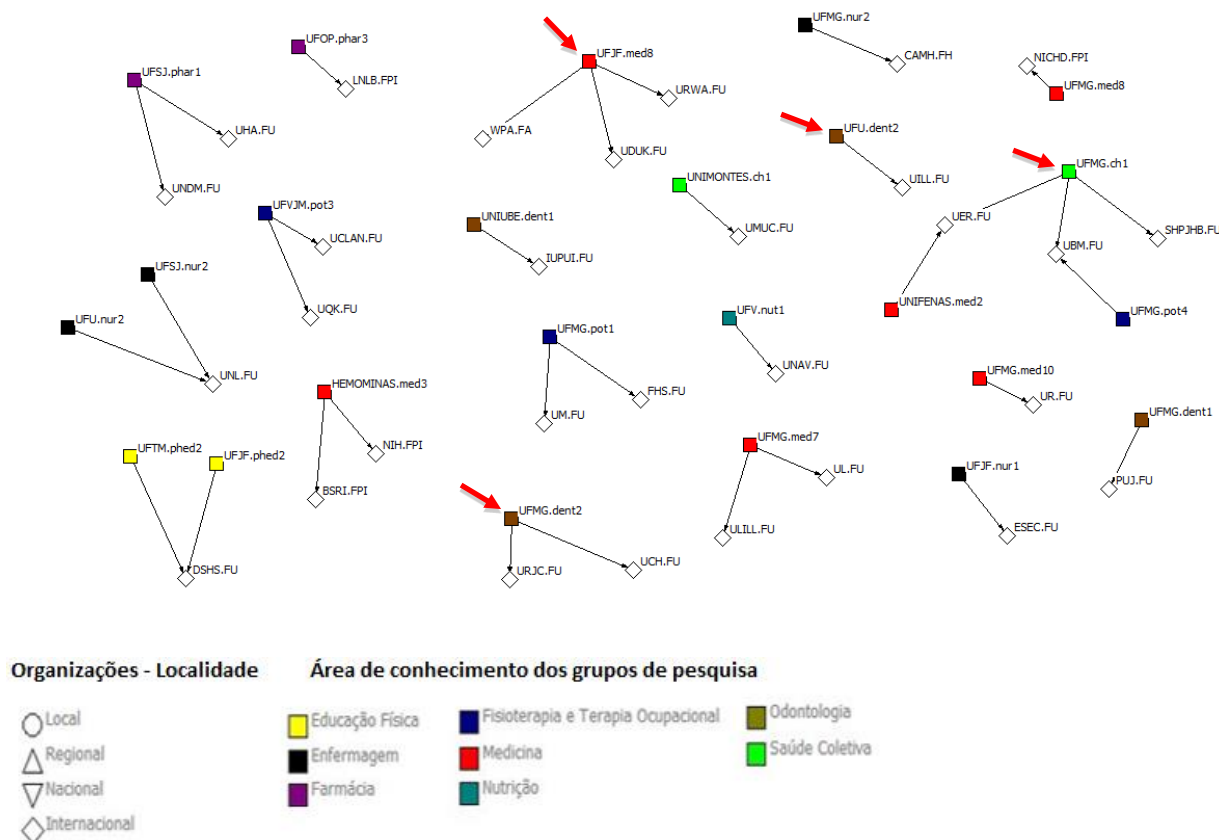 UFMG.nur2
UFOP.phar3
UFJF.med8
CAMH.FH
NICHD.FPI
UFSJ.phar1
LNLB.FPI
URWA.FU
UFMG.med8
UHA.FU
WPA.FA
UFU.dent2
UDUK.FU
UFMG.ch1
UNIMONTES.ch1
UILL.FU
UNDM.FU
UFVJM.pot3
UNIUBE.dent1
UER.FU
SHPJHB.FU
UCLAN.FU
UMUC.FU
UBM.FU
IUPUI.FU
UFSJ.nur2
UNIFENAS.med2
UQK.FU
UFV.nut1
UFMG.pot4
UFU.nur2
UFMG.pot1
UNL.FU
UNAV.FU
HEMOMINAS.med3
UFMG.med10
FHS.FU
UR.FU
UM.FU
UFMG.dent1
UFTM.phed2
UFJF.phed2
NIH.FPI
UFMG.med7
UL.FU
UFJF.nur1
PUJ.FU
BSRI.FPI
UFMG.dent2
ULILL.FU
ESEC.FU
DSHS.FU
URJC.FU
UCH.FU
Organizações - Localidade
Área de conhecimento dos grupos de pesquisa
Local
Regional
Nacional
Internacional
Educação Física
Enfermagem
Farmácia
Fisioterapia e Terapia Ocupacional
Medicina
Nutrição
Odontologia
Saúde Coletiva